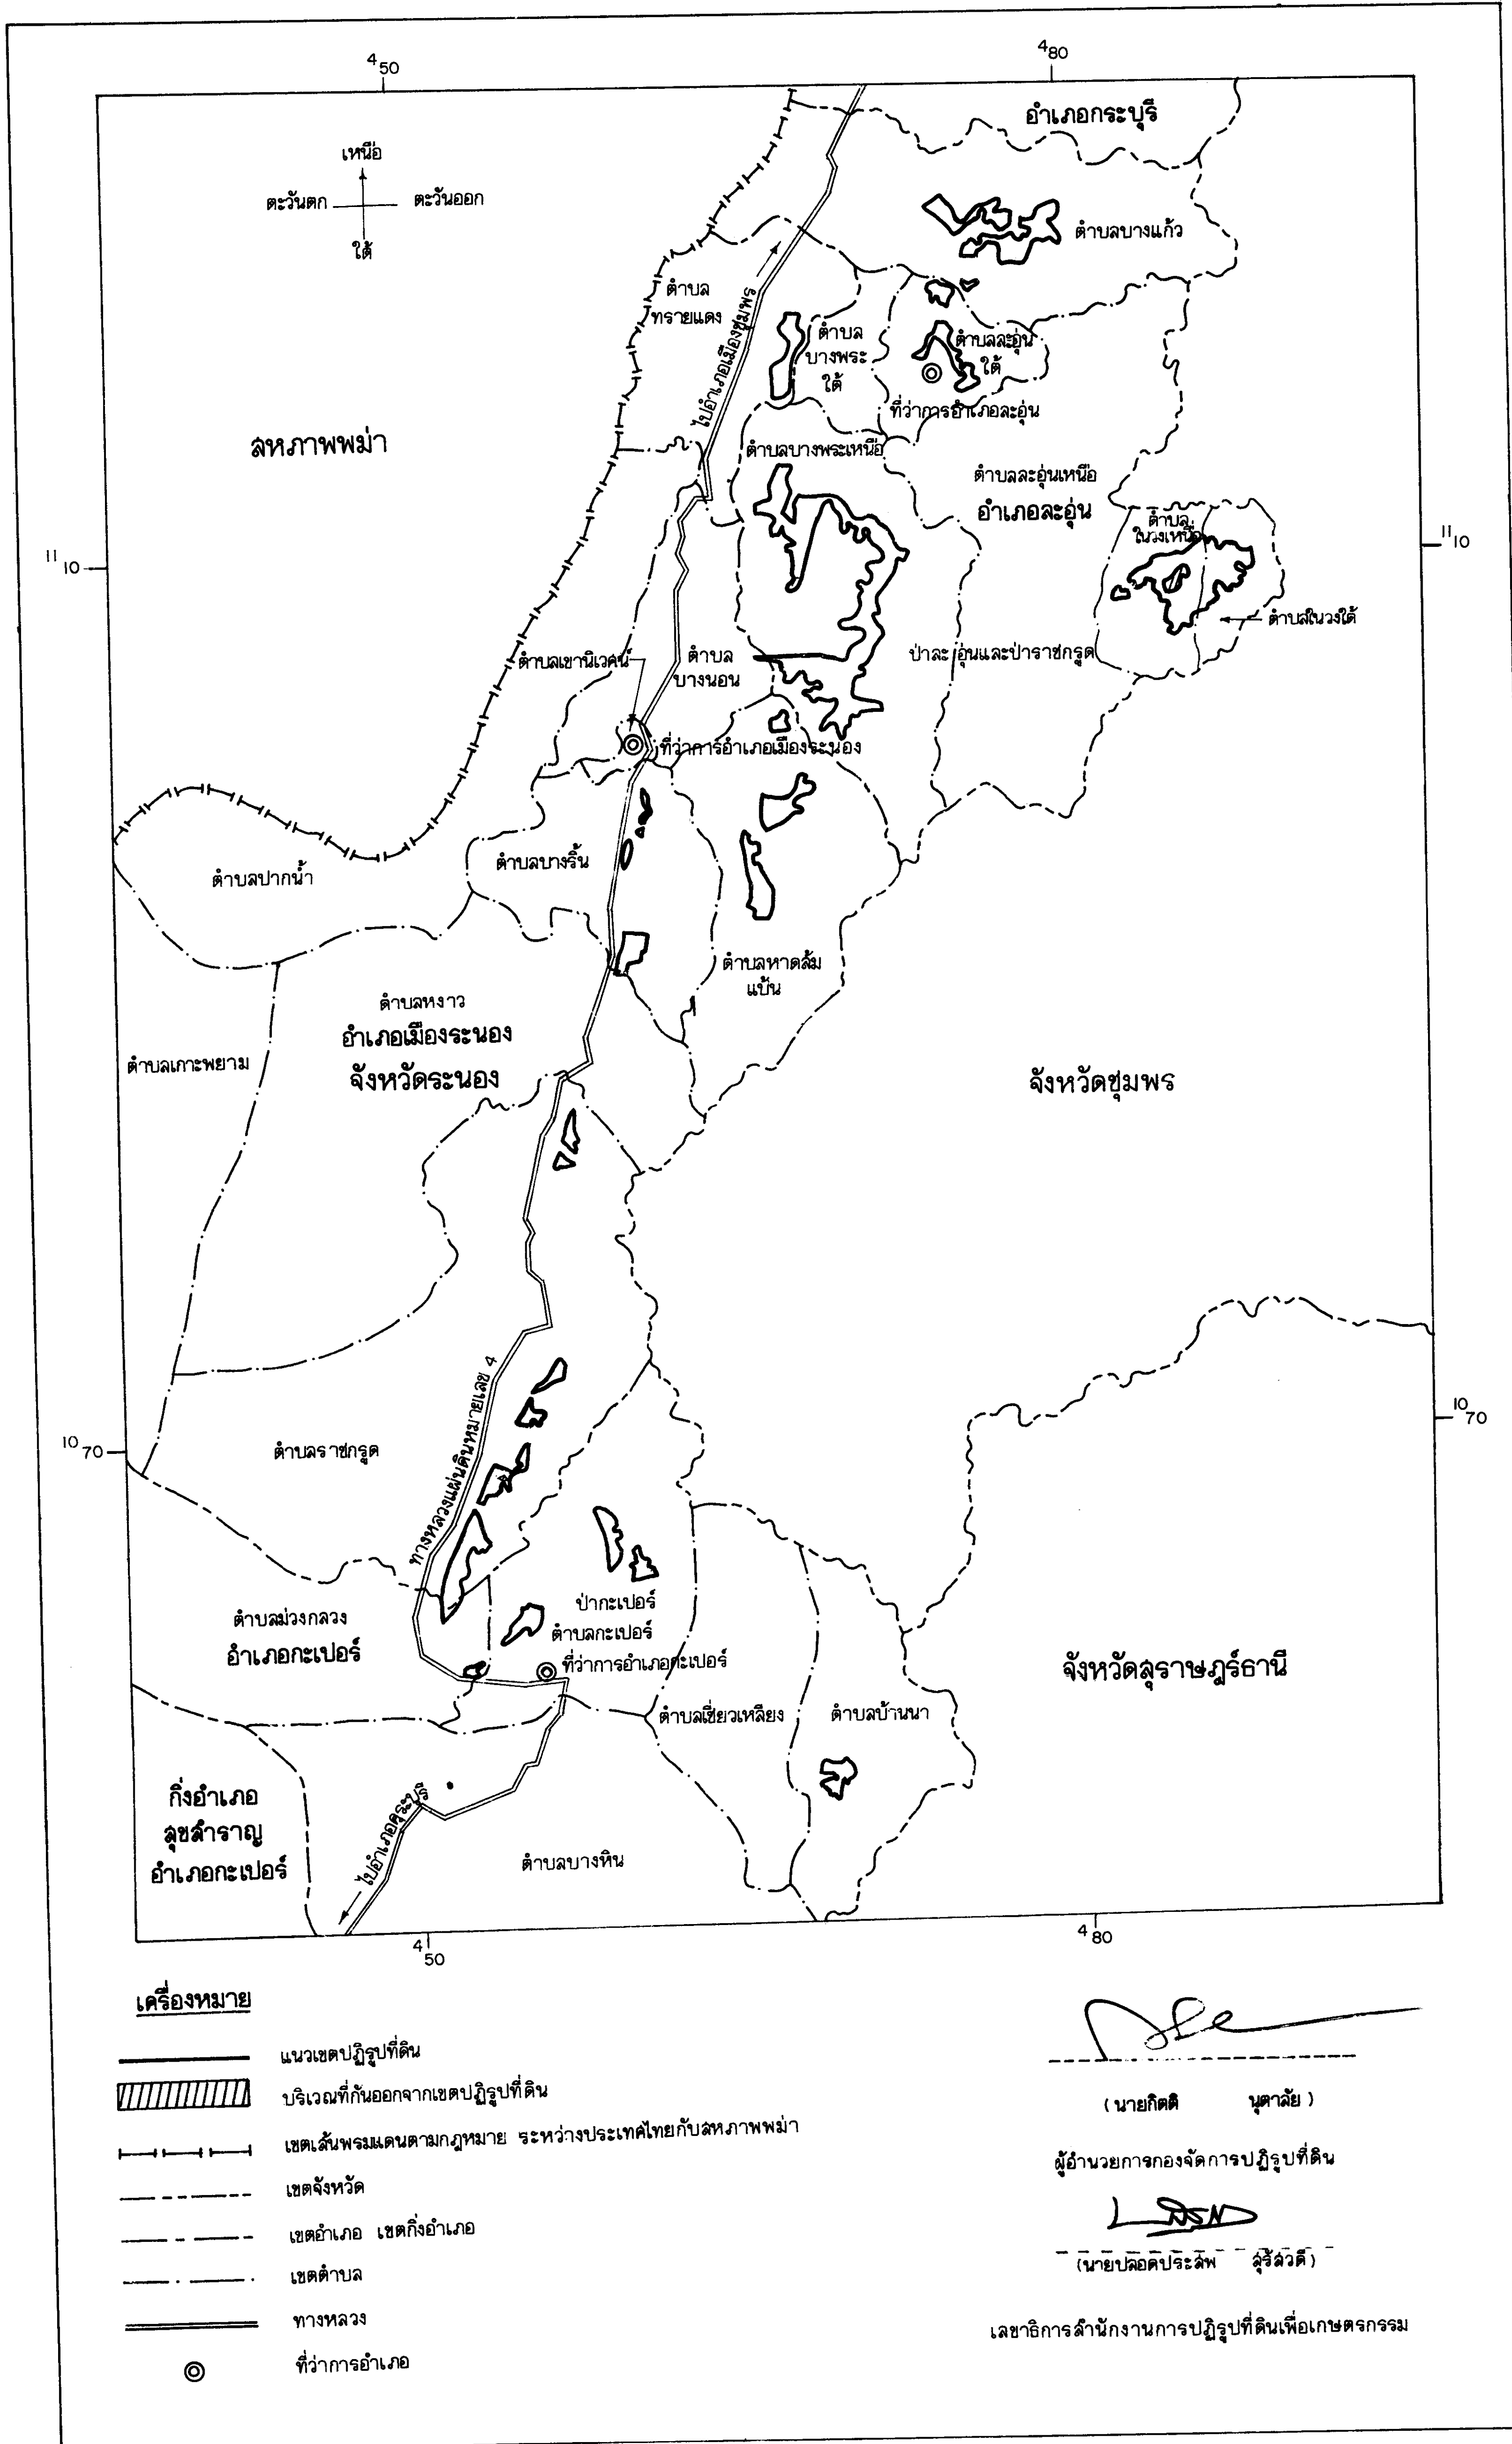 450
480
อำเภอกระบุรี
เหนือ
ตะวันตก
ตะวันออก
ใต้
ตำบลบางแก้ว
ตำบล
ทรายแดง
ไปอำเภอเมืองชุมพร
ตำบล
บางพระ
ใต้
ตำบลละอุ่น
ใต้
ที่ว่าการอำเภอละอุ่น
สหภาพพม่า
ตำบลบางพระเหนือ
ตำบลละอุ่นเหนือ
อำเภอละอุ่น
ตำบล
ในวงเหนือ
1110
1110
ตำบลในวงใต้
ตำบลเขานิเวศน์
ตำบล
บางนอน
ป่าละอุ่นและป่าราชกรูด
ที่ว่าการอำเภอเมืองระนอง
ตำบลบางริ้น
ตำบลปากน้ำ
ตำบลหาดส้ม
แป้น
ตำบลหงาว
อำเภอเมืองระนอง
จังหวัดระนอง
ตำบลเกาะพยาม
จังหวัดชุมพร
ทางหลวงแผ่นดินหมายเลข 4
1070
1070
ตำบลราชกรูด
ป่ากะเปอร์
ตำบลกะเปอร์
ที่ว่าการอำเภอกะเปอร์
ตำบลม่วงกลวง
อำเภอกะเปอร์
จังหวัดสุราษฎร์ธานี
ตำบลเชี่ยวเหลียง
ตำบลบ้านนา
กิ่งอำเภอ
สุขสำราญ
อำเภอกะเปอร์
ไปอำเภอคุระบุรี
ตำบลบางหิน
450
480
เครื่องหมาย
แนวเขตปฏิรูปที่ดิน
บริเวณที่กันออกจากเขตปฏิรูปที่ดิน
เขตเส้นพรมแดนตามกฎหมาย ระหว่างประเทศไทยกับสหภาพพม่า
เขตจังหวัด
เขตอำเภอ เขตกิ่งอำเภอ
เขตตำบล
ทางหลวง
ที่ว่าการอำเภอ
(นายกิตติ นุตาลัย)
ผู้อำนวยการกองจัดการปฏิรูปที่ดิน
(นายปลอดประสพ สุรัสวดี)
เลขาธิการสำนักงานการปฏิรูปที่ดินเพื่อเกษตรกรรม